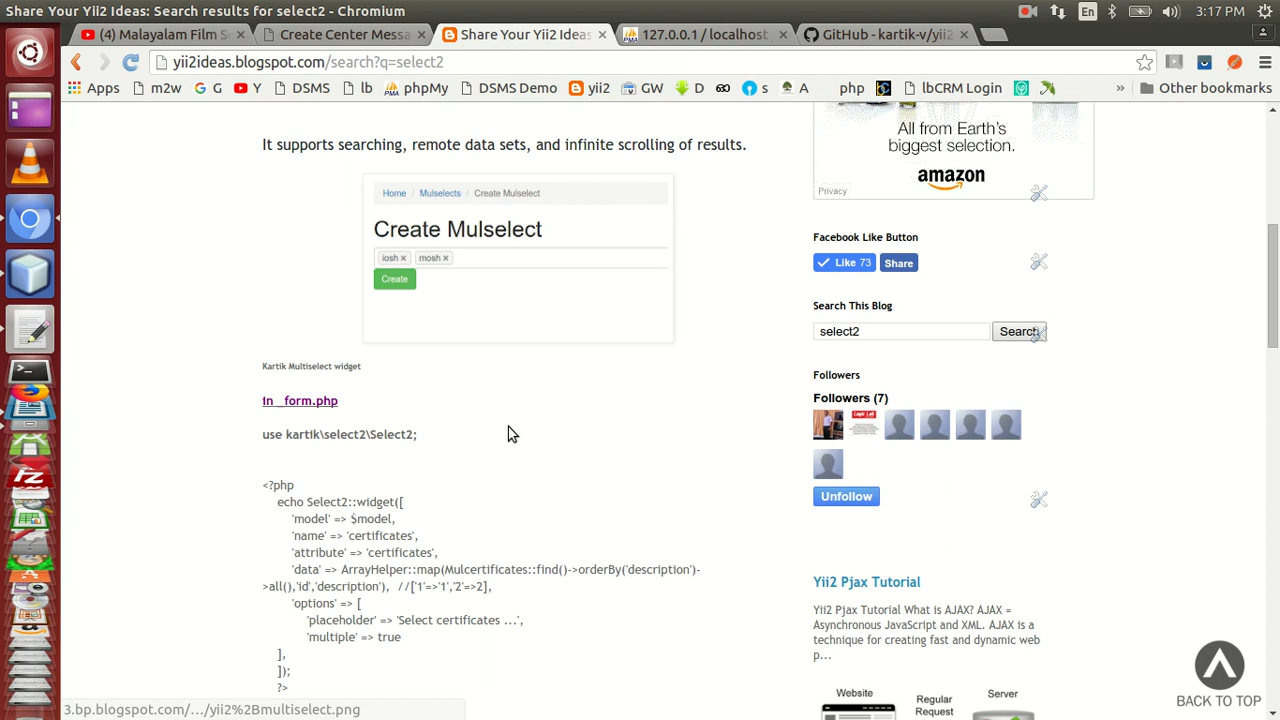 Share Your Yii2 Ideas: Search results for select2 - Chromium
En
3:17 PM
(4) Malayalan Film S
Create Center Messa
Share Your Yii2 Ideas
127.0.0.1 / localhost
GitHub - kartik-v/yii2
yii2ideas.blogspot.com/search?q=select2
Apps
m2w
G
Y
DSMS
lb
phpMy
DSMS Demo
yii2
GW
D
s
A
php
lbCRM Login
»
Other bookmarks
It supports searching, remote data sets, and infinite scrolling of results.
Home / Mulselects / Create Mulselect
Create Mulselect
iosh × mosh ×
Create
Kartik Multiselect widget
in _form.php
use kartik\select2\Select2;
<?php
echo Select2::widget([
'model' => $model,
'name' => 'certificates',
'attribute' => 'certificates',
'data' => ArrayHelper::map(Mulcertificates::find()->orderBy('description')-
>all(),'id','description'), //['1'=>'1','2'=>2],
'options' => [
'placeholder' => 'Select certificates ...',
'multiple' => true
],
]);
?>
All from Earth's
biggest selection.
amazon
Privacy
Facebook Like Button
Like 73
Share
Search This Blog
select2
Search
Followers
Followers (7)
Unfollow
Yii2 Pjax Tutorial
Yii2 Pjax Tutorial What is AJAX? AJAX =
Asynchronous JavaScript and XML. AJAX is a
technique for creating fast and dynamic web
p...
Website
Regular
Request
Server
BACK TO TOP
3.bp.blogspot.com/.../yii2%2Bmultiselect.png